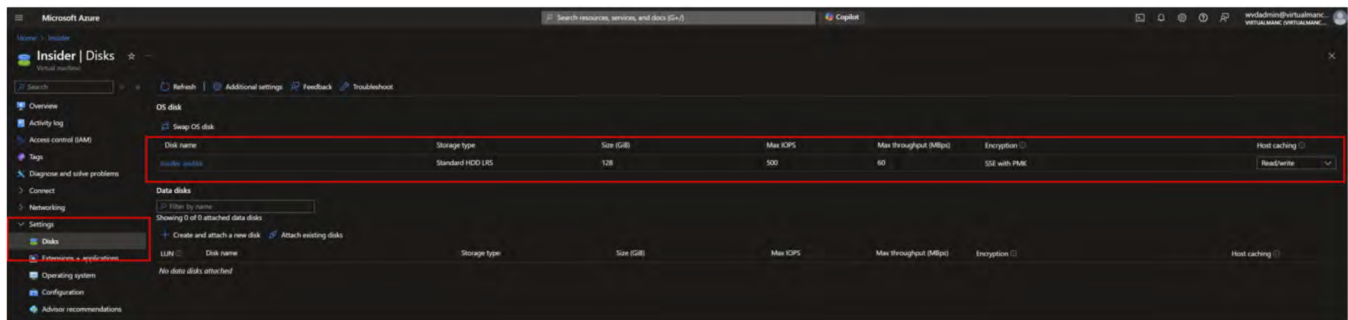 Microsoft Azure
Search resources, services, and docs (G+/)
Copilot
wvdadmin@virtualmanc...
VIRTUALMANC (VIRTUALMANC...
Home > Insider
Insider | Disks
Virtual machine
Search
Refresh
Additional settings
Feedback
Troubleshoot
Overview
Activity log
Access control (IAM)
Tags
Diagnose and solve problems
Connect
Networking
Settings
Disks
Extensions + applications
Operating system
Configuration
Advisor recommendations
OS disk
Swap OS disk
Disk name Storage type Size (GiB) Max IOPS Max throughput (MBps) Encryption Host caching
Standard HDD LRS 128 500 60 SSE with PMK Read/write
Data disks
Filter by name
Showing 0 of 0 attached data disks
Create and attach a new disk Attach existing disks
LUN Disk name Storage type Size (GiB) Max IOPS Max throughput (MBps) Encryption Host caching
No data disks attached